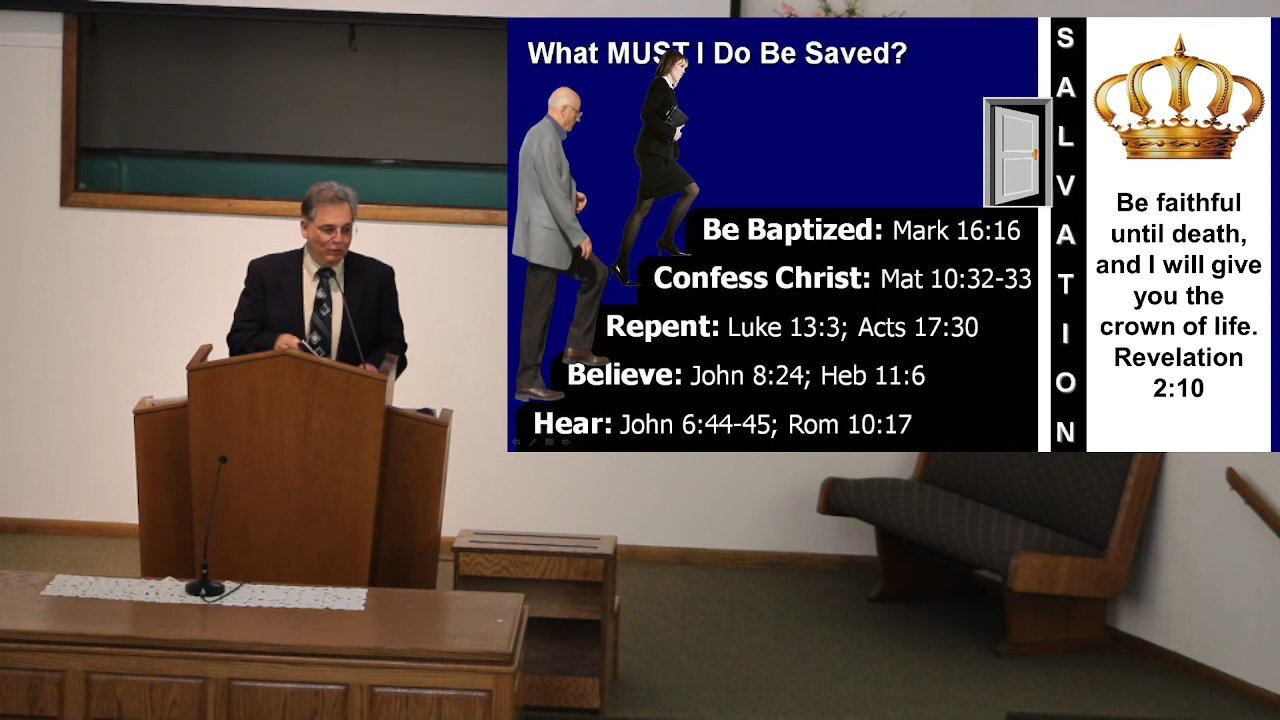 What MUST I Do Be Saved?
Be Baptized: Mark 16:16
Confess Christ: Mat 10:32-33
Repent: Luke 13:3; Acts 17:30
Believe: John 8:24; Heb 11:6
Hear: John 6:44-45; Rom 10:17
SALVATION
Be faithful
until death,
and I will give
you the
crown of life.
Revelation
2:10